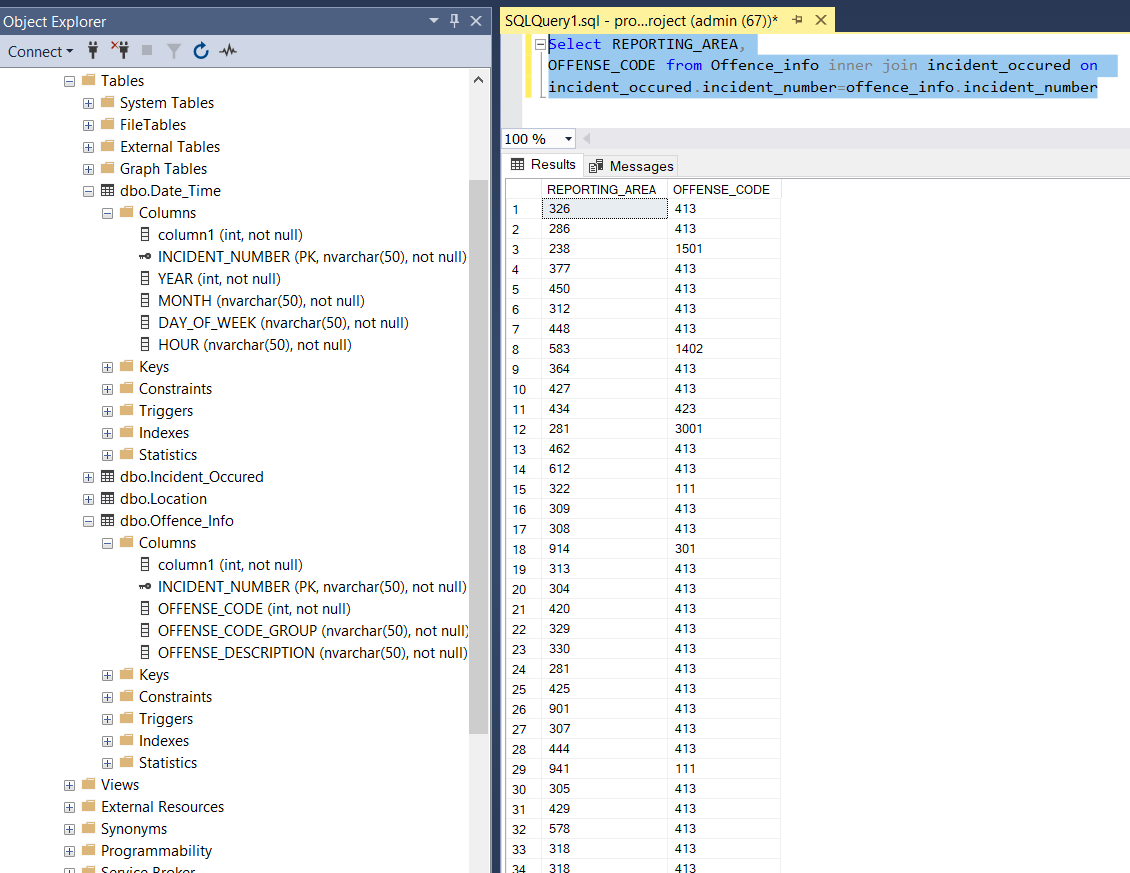 Object Explorer
Connect
Tables
System Tables
FileTables
External Tables
Graph Tables
dbo.Date_Time
Columns
column1 (int, not null)
INCIDENT_NUMBER (PK, nvarchar(50), not null)
YEAR (int, not null)
MONTH (nvarchar(50), not null)
DAY_OF_WEEK (nvarchar(50), not null)
HOUR (nvarchar(50), not null)
Keys
Constraints
Triggers
Indexes
Statistics
dbo.Incident_Occured
dbo.Location
dbo.Offence_Info
Columns
column1 (int, not null)
INCIDENT_NUMBER (PK, nvarchar(50), not null)
OFFENSE_CODE (int, not null)
OFFENSE_CODE_GROUP (nvarchar(50), not null)
OFFENSE_DESCRIPTION (nvarchar(50), not null)
Keys
Constraints
Triggers
Indexes
Statistics
Views
External Resources
Synonyms
Programmability
Service Broker
SQLQuery1.sql - pro...roject (admin (67))*
Select REPORTING_AREA,
OFFENSE_CODE from Offence_info inner join incident_occured on
incident_occured.incident_number=offence_info.incident_number
100 %
Results Messages
REPORTING_AREA OFFENSE_CODE
1 326 413
2 286 413
3 238 1501
4 377 413
5 450 413
6 312 413
7 448 413
8 583 1402
9 364 413
10 427 413
11 434 423
12 281 3001
13 462 413
14 612 413
15 322 111
16 309 413
17 308 413
18 914 301
19 313 413
20 304 413
21 420 413
22 329 413
23 330 413
24 281 413
25 425 413
26 901 413
27 307 413
28 444 413
29 941 111
30 305 413
31 429 413
32 578 413
33 318 413
34 318 413